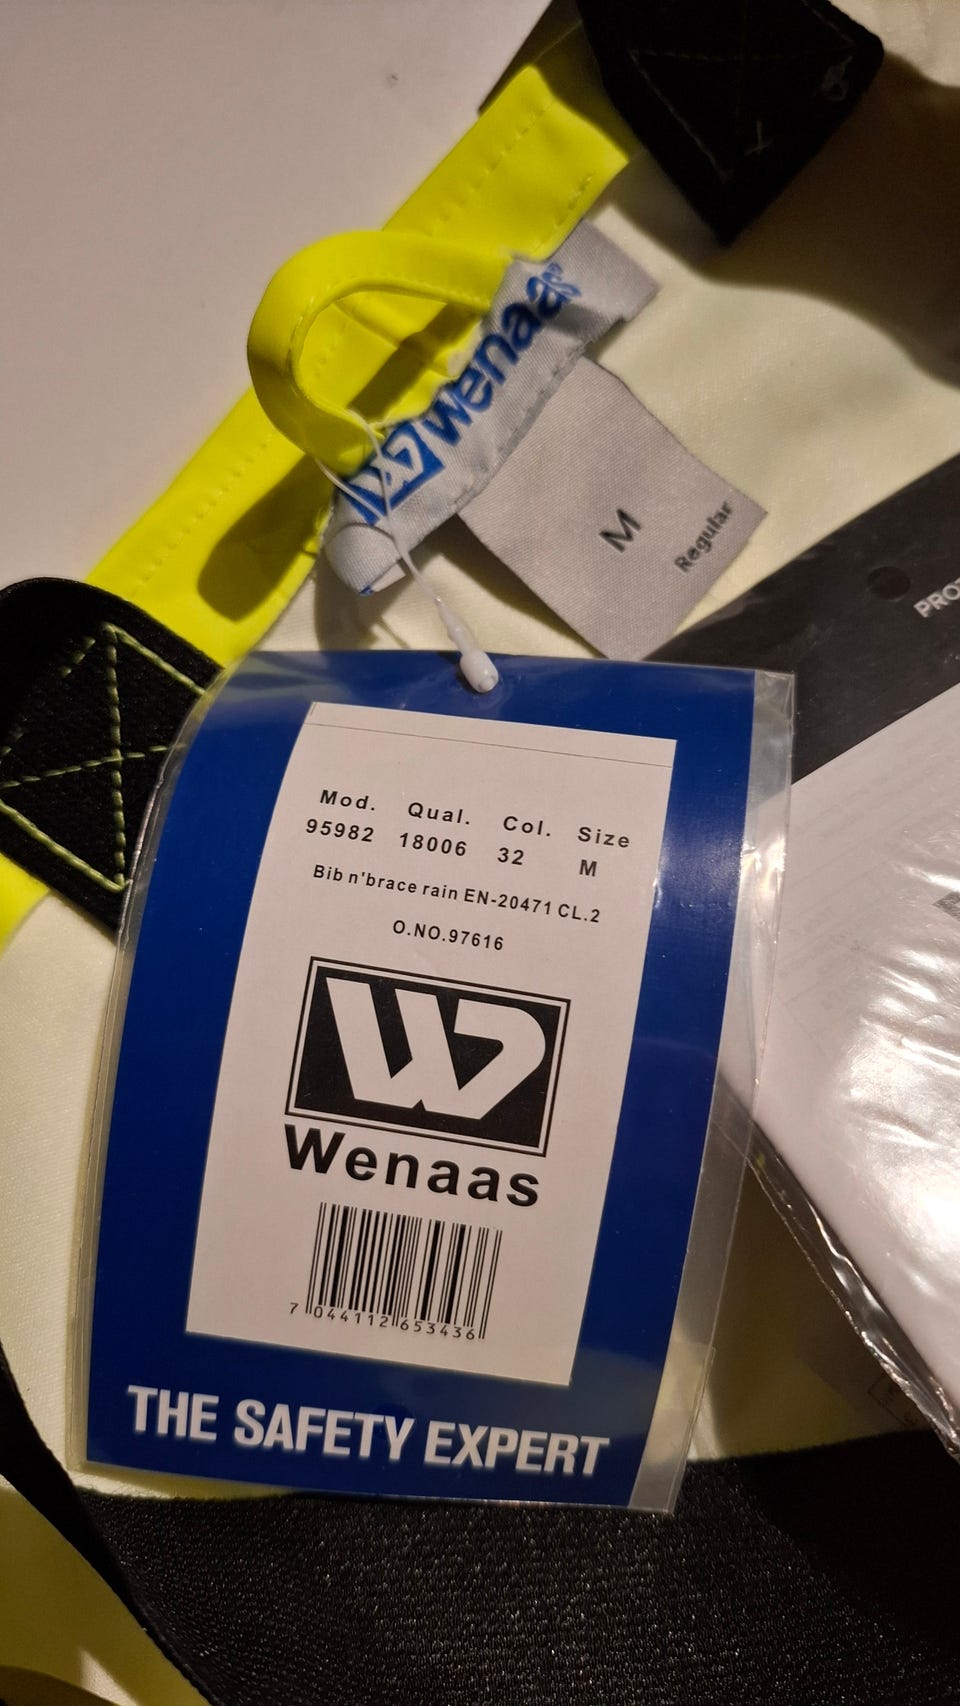 wenaas®
M
Regular
PRO
Mod. Qual. Col. Size
95982 18006 32 M
Bib n'brace rain EN-20471 CL.2
O.NO.97616
Wenaas
7 044112 653436
THE SAFETY EXPERT